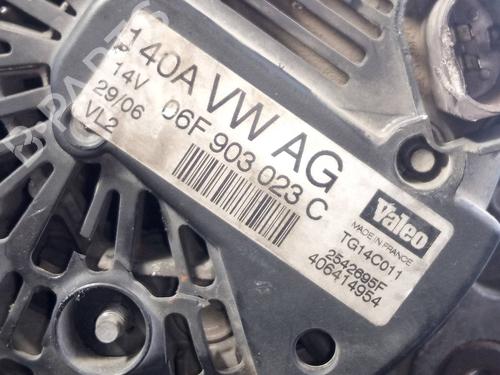 140A VW AG
14V 06F 903 023 C
29/06
VL2
Valeo
MADE IN FRANCE
TG14C011
2542695F
406414954